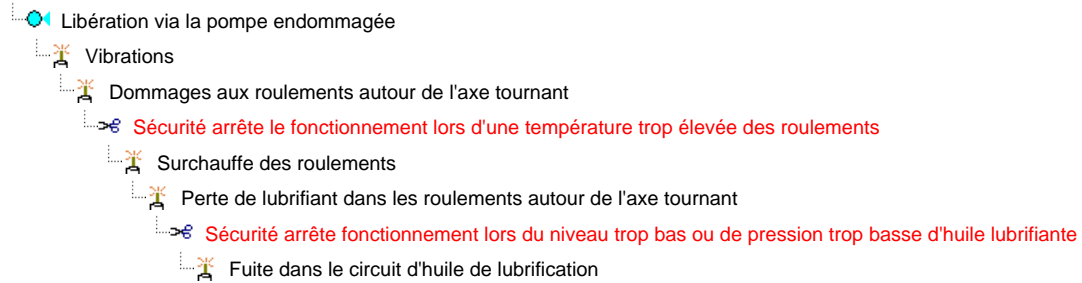 Libération via la pompe endommagée
Vibrations
Dommages aux roulements autour de l'axe tournant
Sécurité arrête le fonctionnement lors d'une température trop élevée des roulements
Surchauffe des roulements
Perte de lubrifiant dans les roulements autour de l'axe tournant
Sécurité arrête fonctionnement lors du niveau trop bas ou de pression trop basse d'huile lubrifiante
Fuite dans le circuit d'huile de lubrification